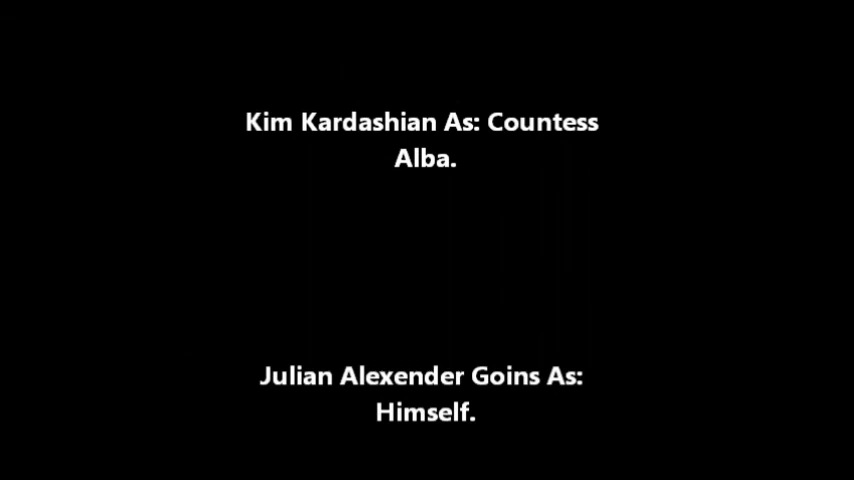 Kim Kardashian As: Countess
Alba.
Julian Alexender Goins As:
Himself.